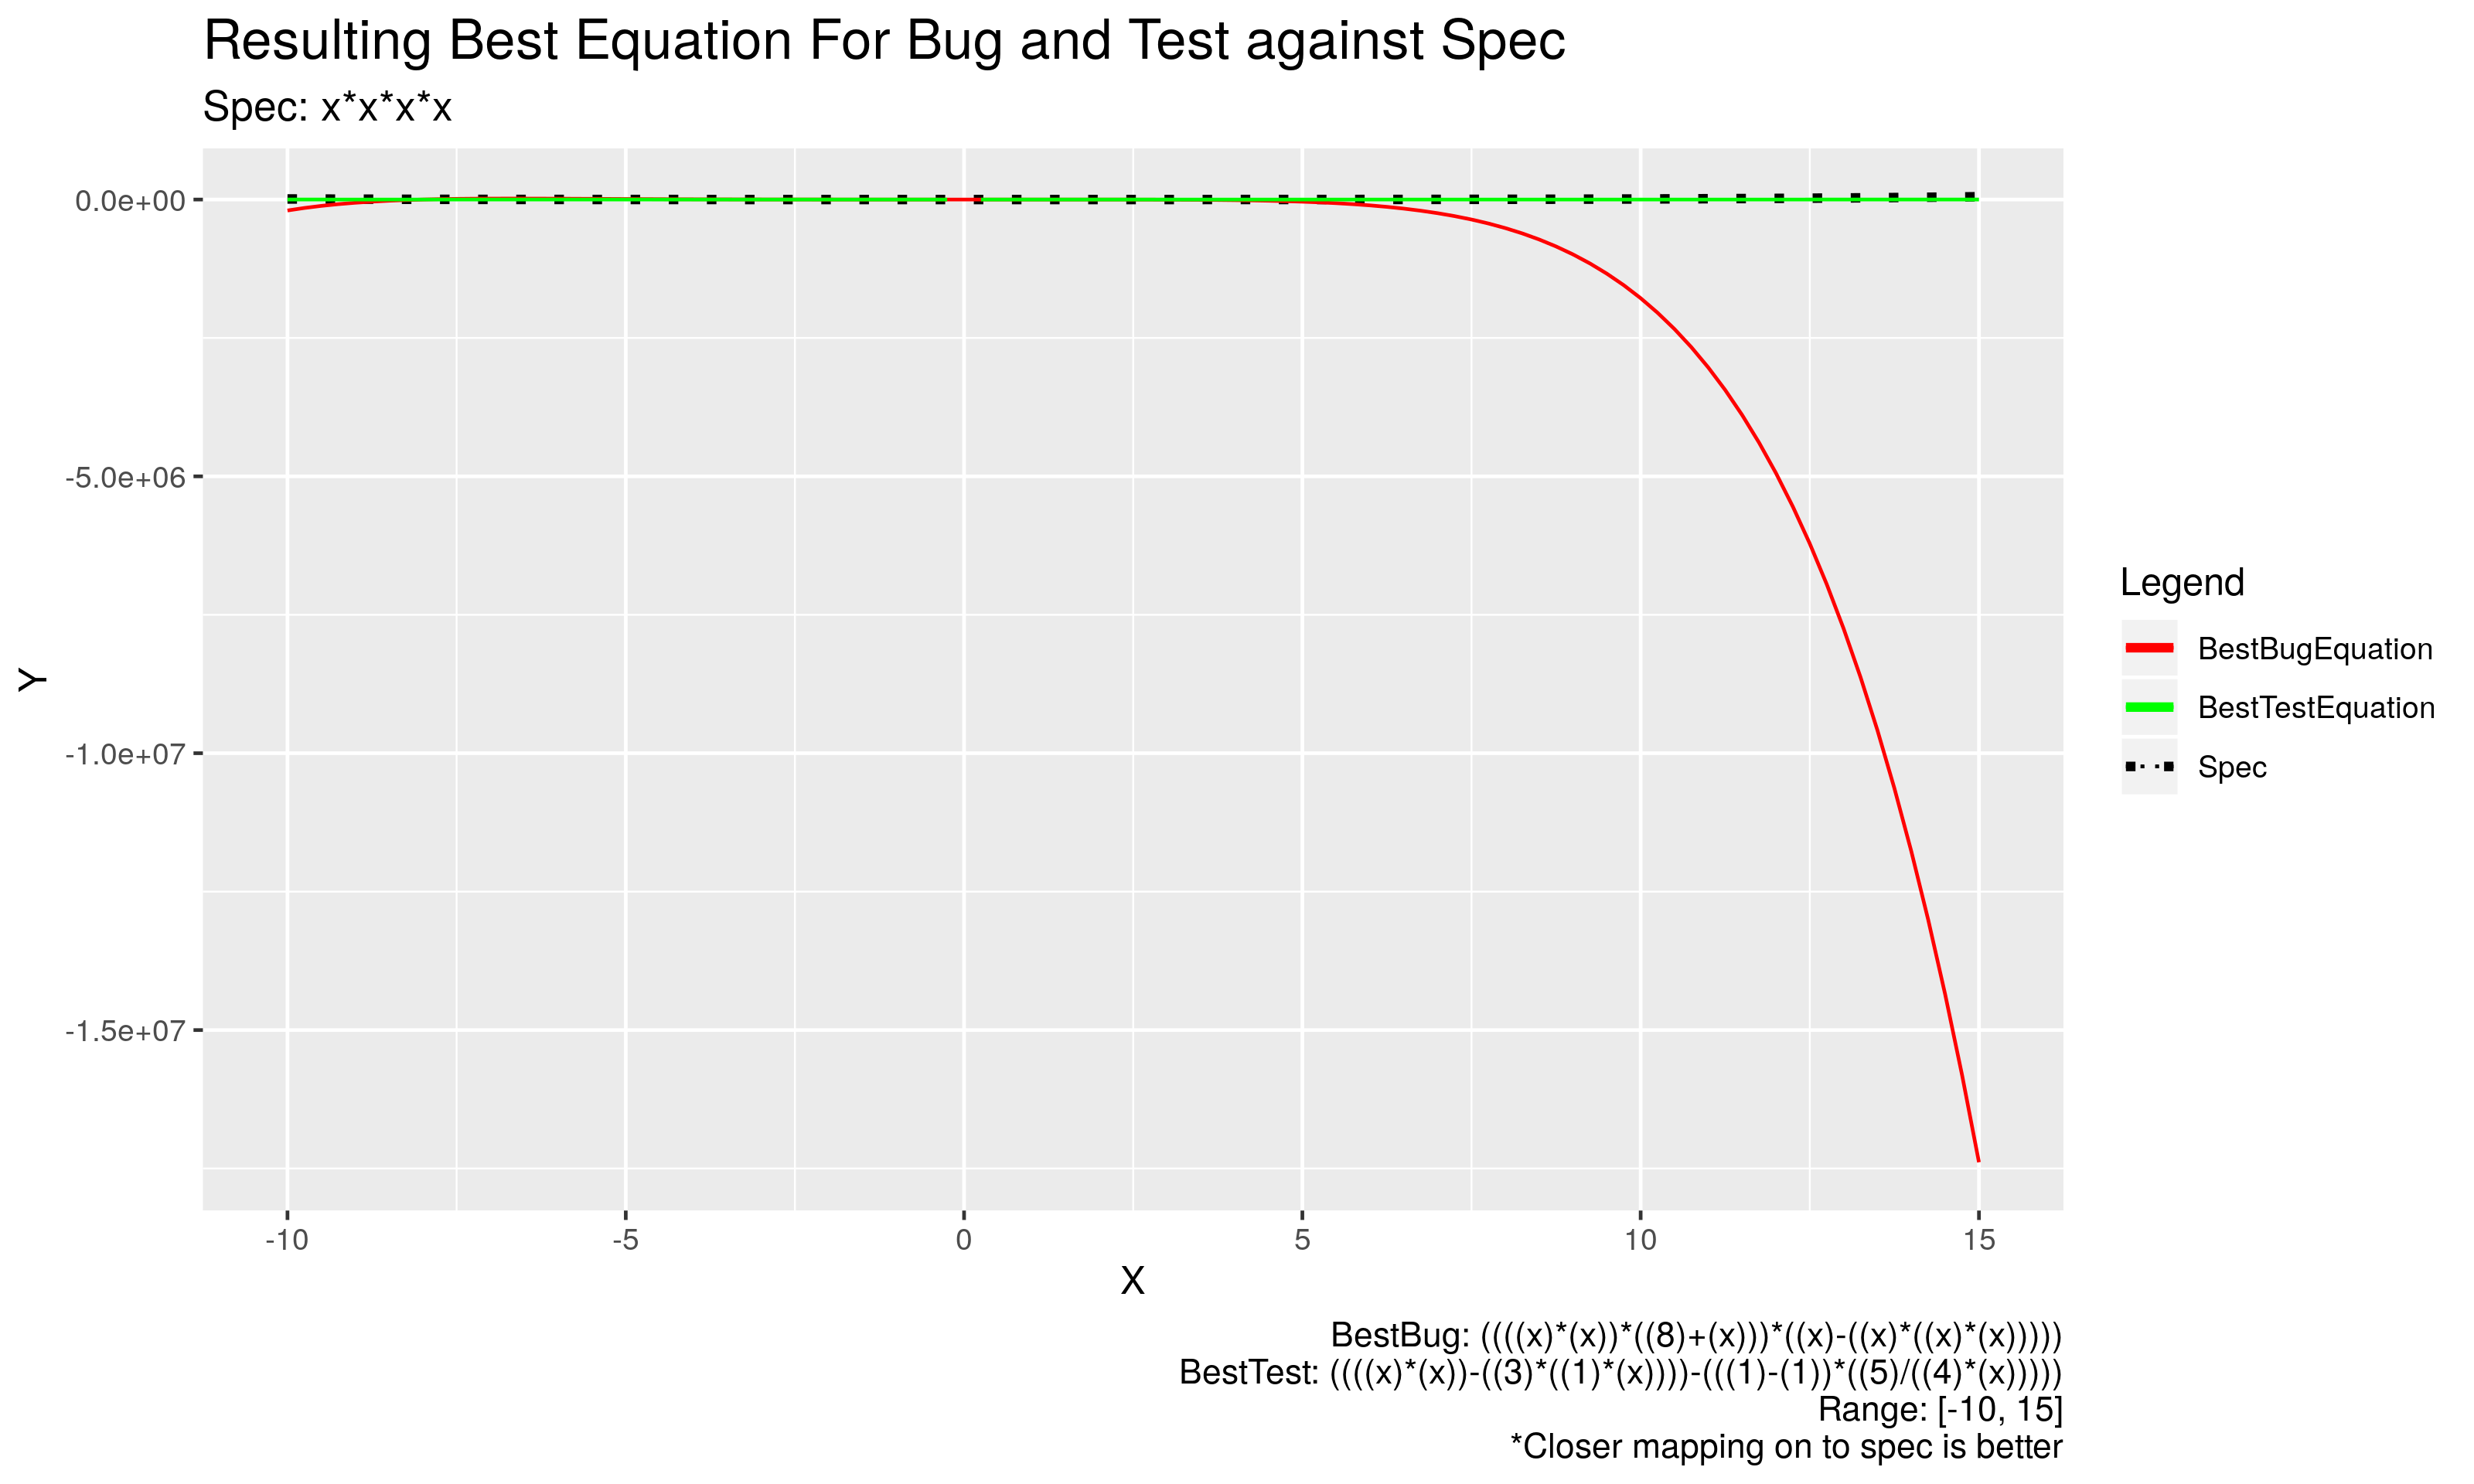 Resulting Best Equation For Bug and Test against Spec
Spec: x*x*x*x
0.0e+00
-5.0e+06
-1.0e+07
-1.5e+07
Y
-10 -5 0 5 10 15
X
Legend
BestBugEquation
BestTestEquation
Spec
BestBug: ((((x)*(x))*((8)+(x)))*((x)-((x)*((x)*(x)))))
BestTest: ((((x)*(x))-((3)*((1)*(x))))-(((1)-(1))*((5)/((4)*(x)))))
Range: [-10, 15]
*Closer mapping on to spec is better